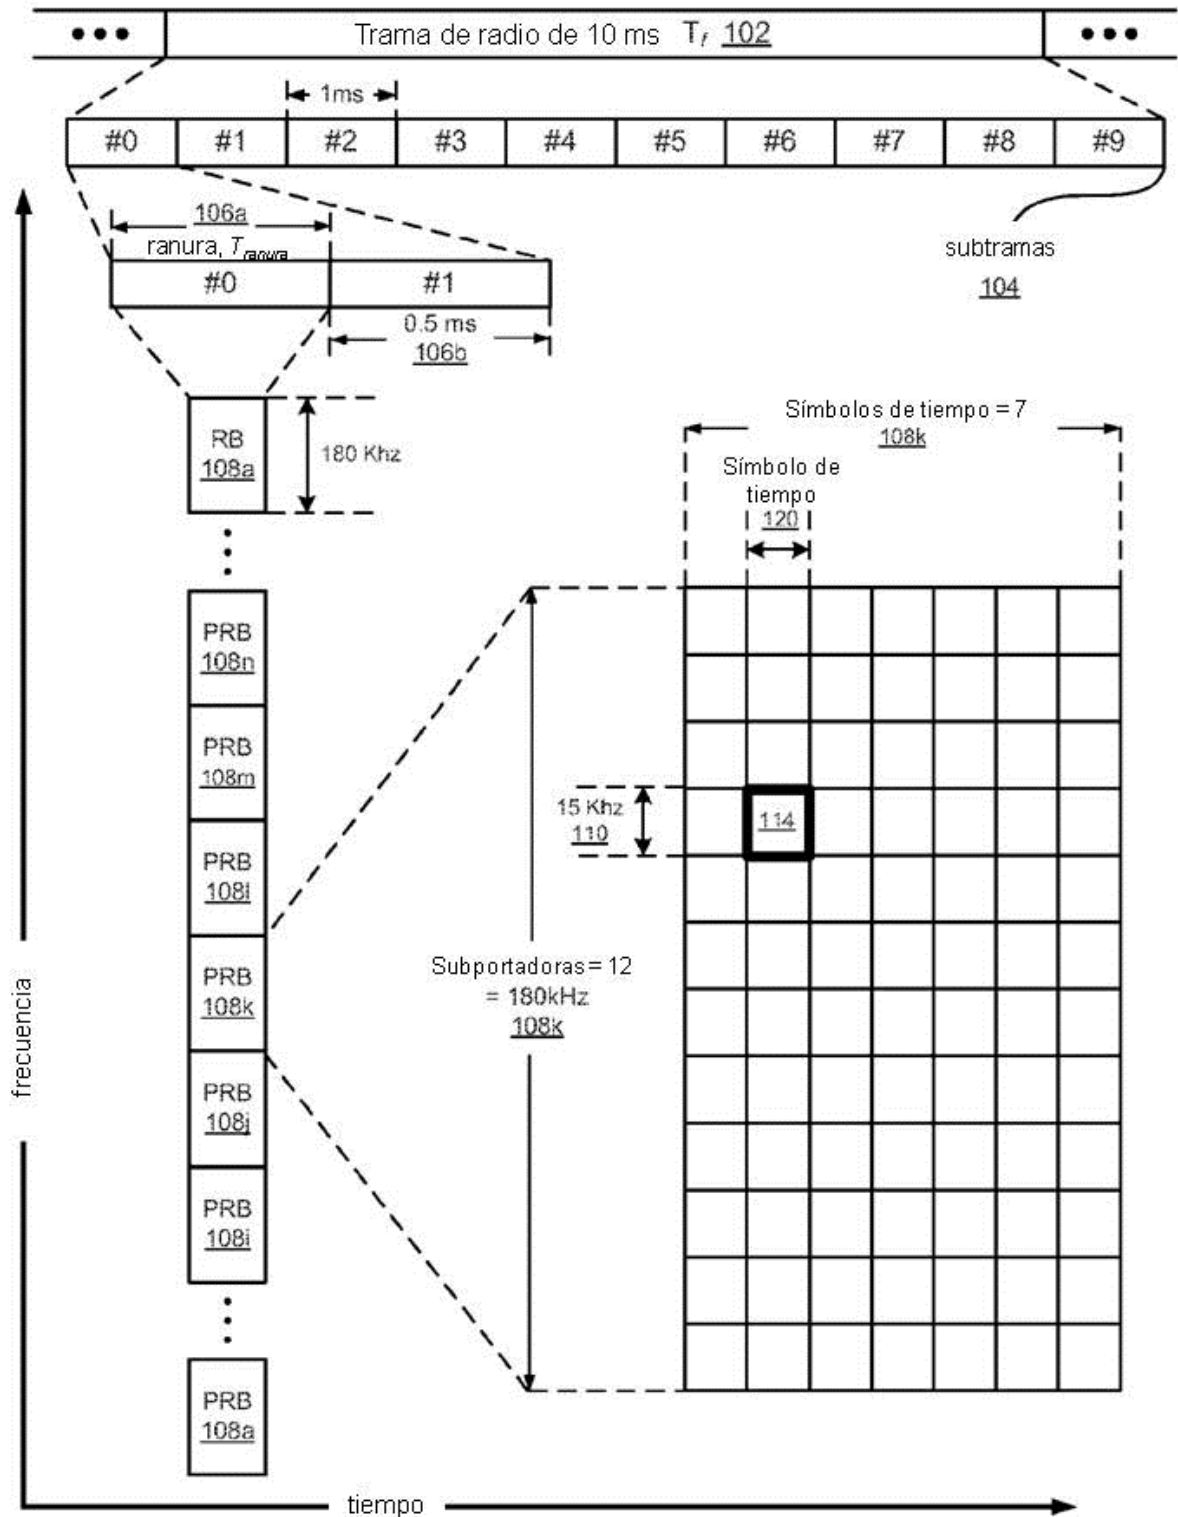 Trama de radio de 10 ms Tf 102
1ms
#0 #1 #2 #3 #4 #5 #6 #7 #8 #9
106a
ranura, Tranura
#0 #1
0.5 ms
106b
subtramas
104
RB
108a
180 Khz
Símbolos de tiempo = 7
108k
Símbolo de
tiempo
120
PRB
108n
PRB
108m
PRB
108l
PRB
108k
PRB
108j
PRB
108i
PRB
108a
15 Khz
110
114
Subportadoras = 12
= 180kHz
108k
frecuencia
tiempo